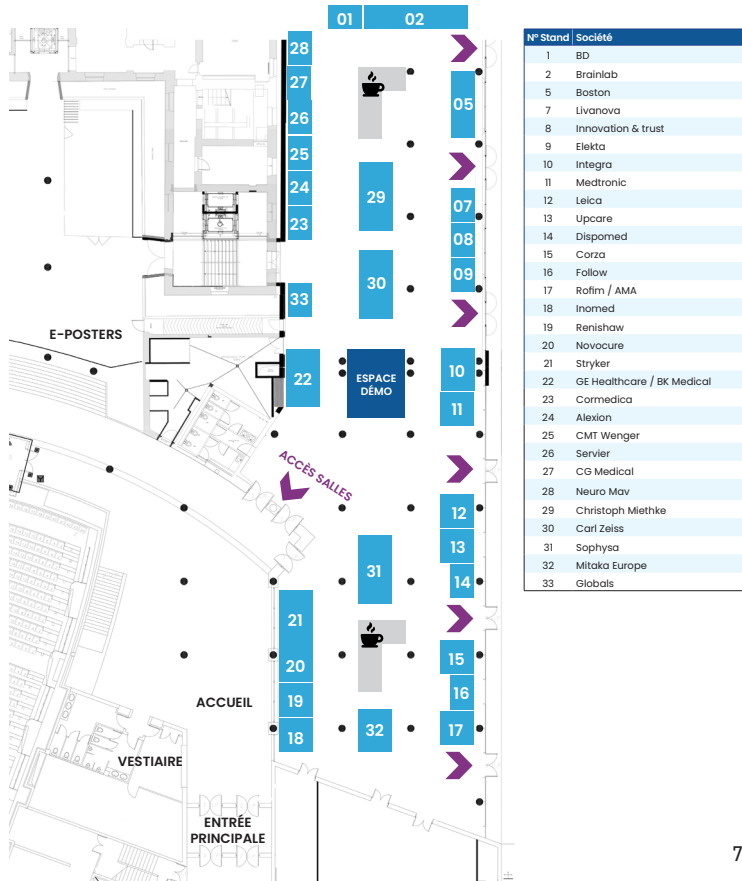 01 02
28
27
26
25
24
23
33
22
29
30
ESPACE
DÉMO
05
07
08
09
10
11
E-POSTERS
ACCÈS SALLES
12
13
14
31
21
20
19
18
15
16
17
32
ACCUEIL
VESTIAIRE
ENTRÉE
PRINCIPALE
N° Stand Société
1 BD
2 Brainlab
5 Boston
7 Livanova
8 Innovation & trust
9 Elekta
10 Integra
11 Medtronic
12 Leica
13 Upcare
14 Dispomed
15 Corza
16 Follow
17 Rofim / AMA
18 Inomed
19 Renishaw
20 Novocure
21 Stryker
22 GE Healthcare / BK Medical
23 Cormedica
24 Alexion
25 CMT Wenger
26 Servier
27 CG Medical
28 Neuro Mav
29 Christoph Miethke
30 Carl Zeiss
31 Sophysa
32 Mitaka Europe
33 Globals
7